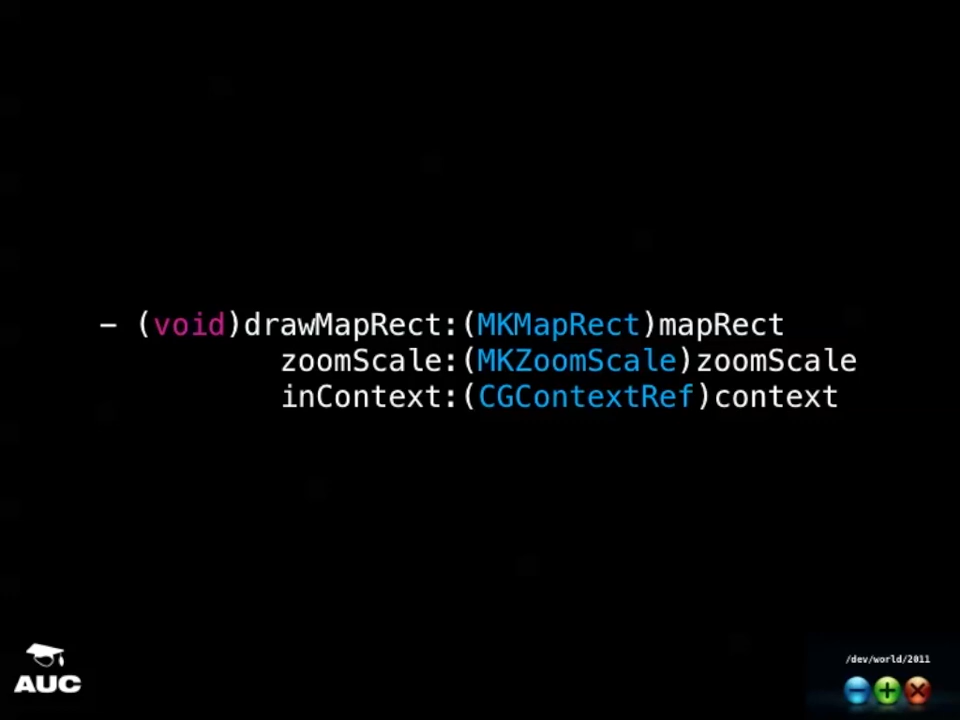 - (void)drawMapRect:(MKMapRect)mapRect
zoomScale:(MKZoomScale)zoomScale
inContext:(CGContextRef)context
AUC
/dev/world/2011